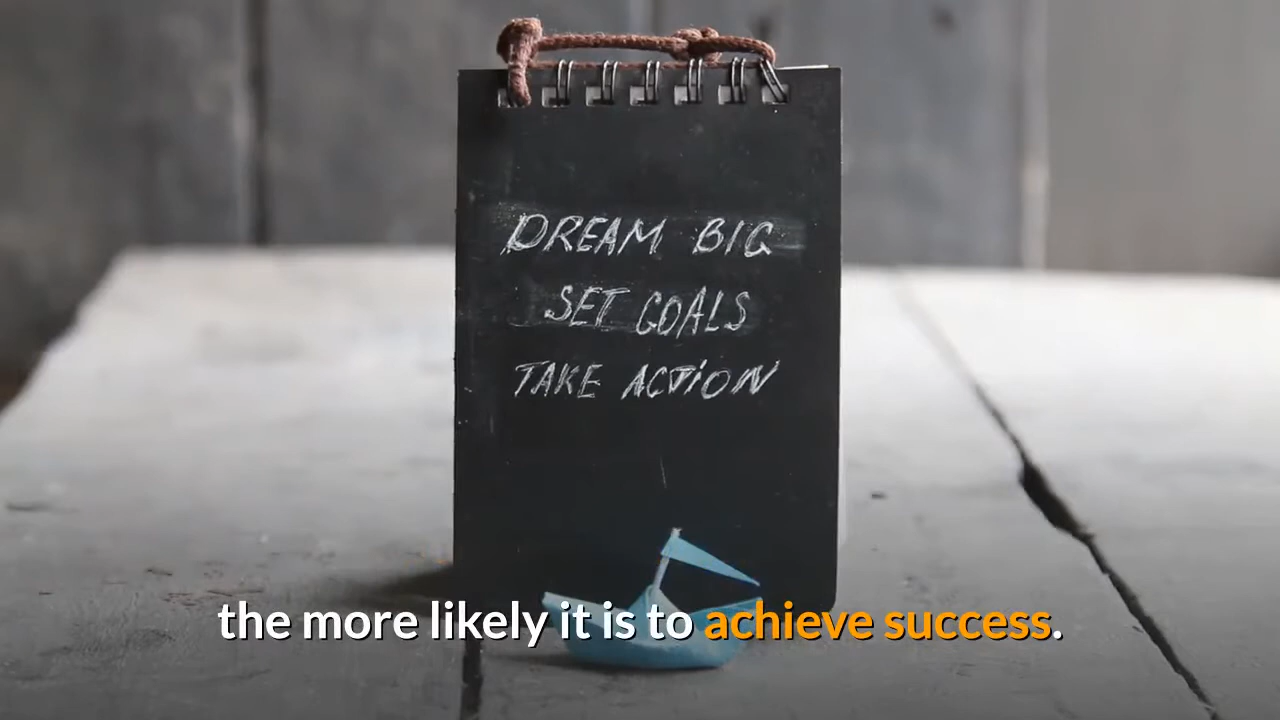 DREAM BIG
SET GOALS
TAKE ACTION
the more likely it is to achieve success.